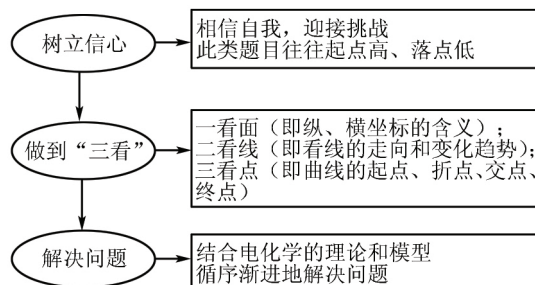 树立信心
相信自我，迎接挑战
此类题目往往起点高、落点低
做到“三看”
一看面（即纵、横坐标的含义）；
二看线（即看线的走向和变化趋势）；
三看点（即曲线的起点、折点、交点、
终点）
解决问题
结合电化学的理论和模型
循序渐进地解决问题